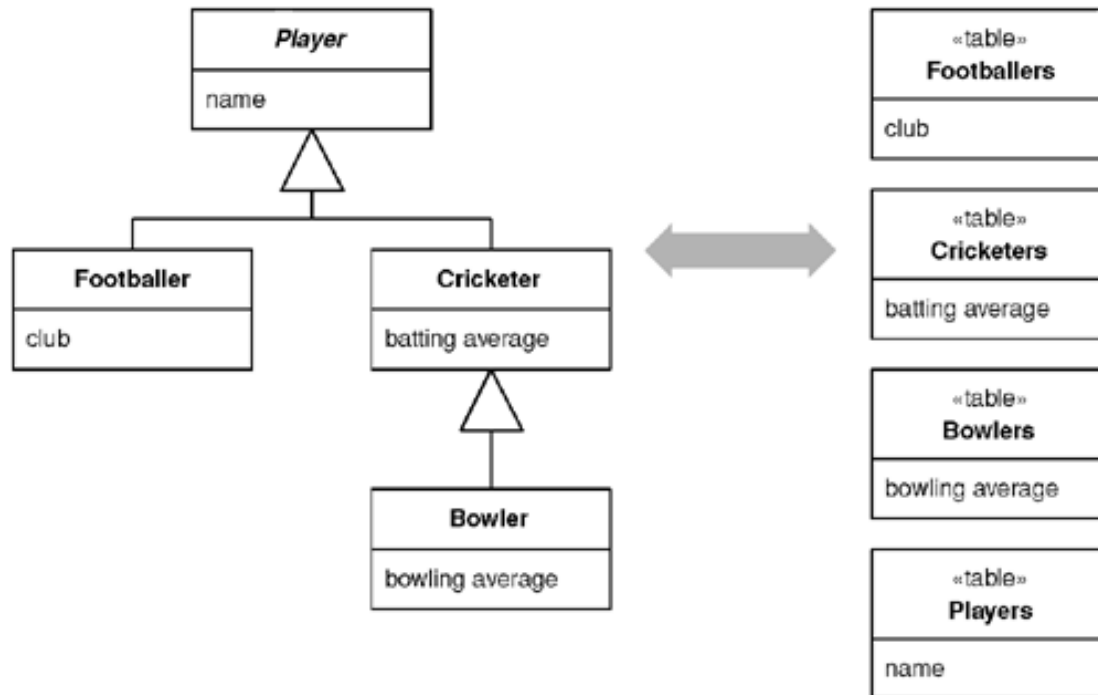 Player
name
Footballer
club
Cricketer
batting average
Bowler
bowling average
«table»
Footballers
club
«table»
Cricketers
batting average
«table»
Bowlers
bowling average
«table»
Players
name